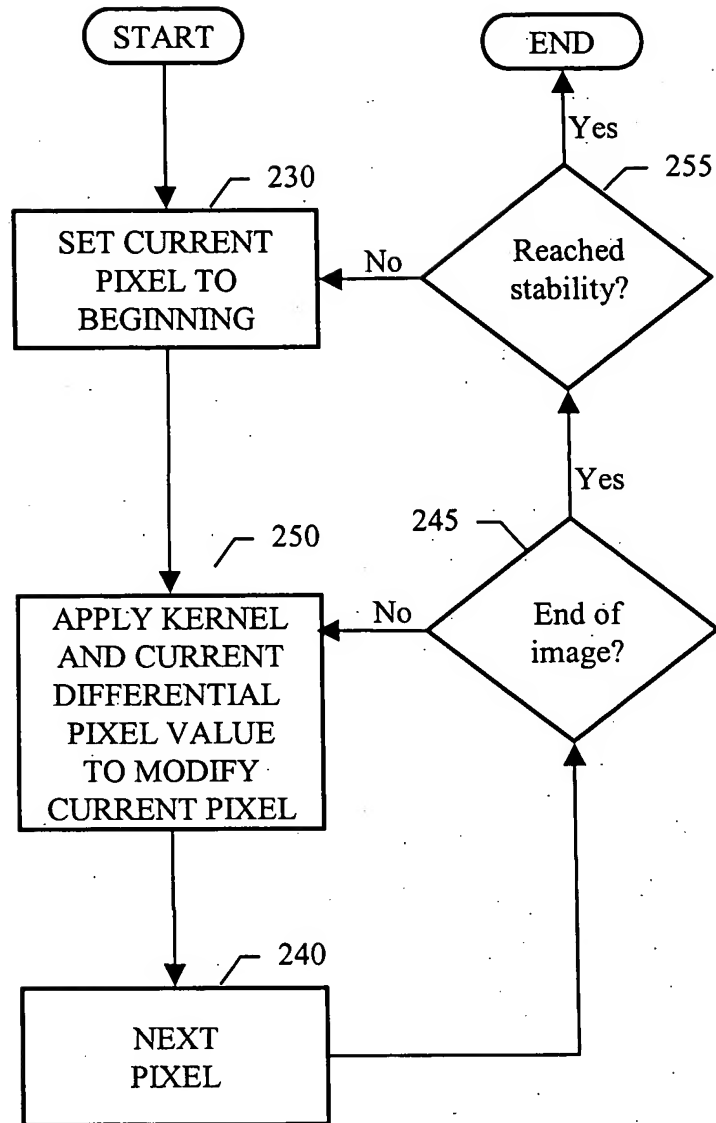 START
END
Yes
255
230
SET CURRENT
PIXEL TO
BEGINNING
No
Reached
stability?
Yes
245
250
APPLY KERNEL
AND CURRENT
DIFFERENTIAL
PIXEL VALUE
TO MODIFY
CURRENT PIXEL
No
End of
image?
240
NEXT
PIXEL